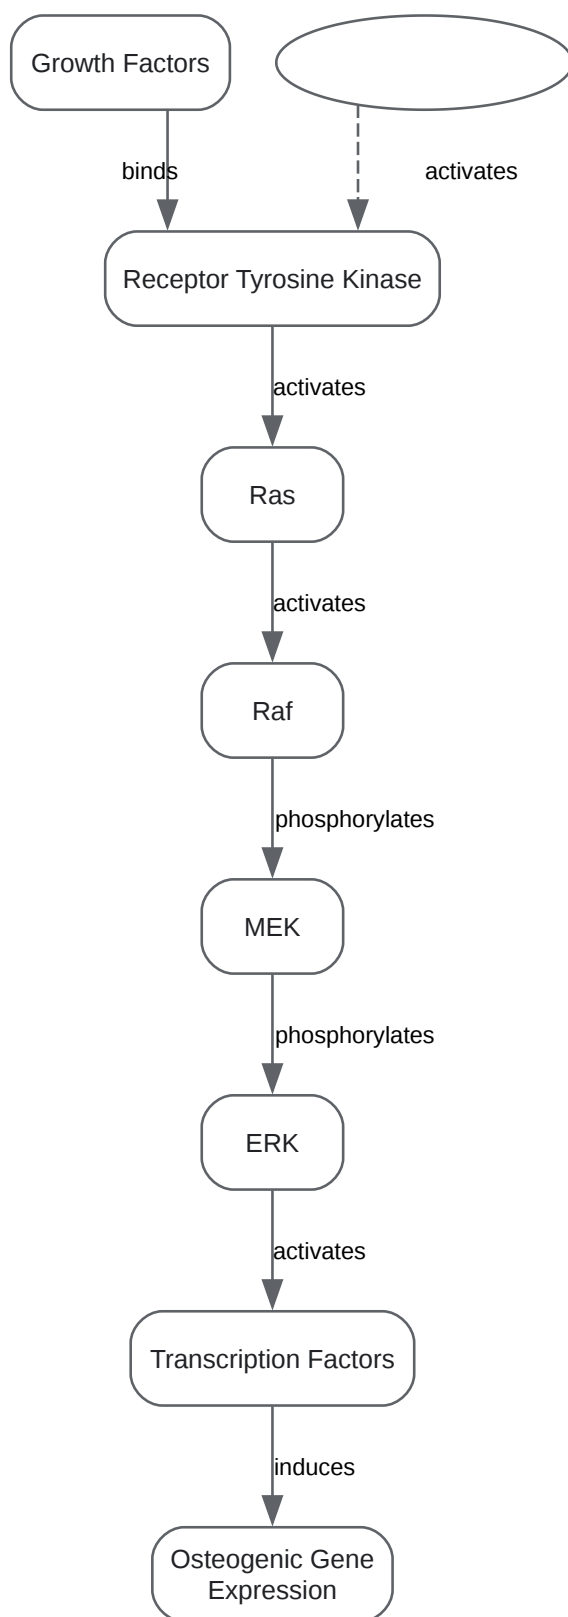 Growth Factors
binds
activates
Receptor Tyrosine Kinase
activates
Ras
activates
Raf
phosphorylates
MEK
phosphorylates
ERK
activates
Transcription Factors
induces
Osteogenic Gene
Expression